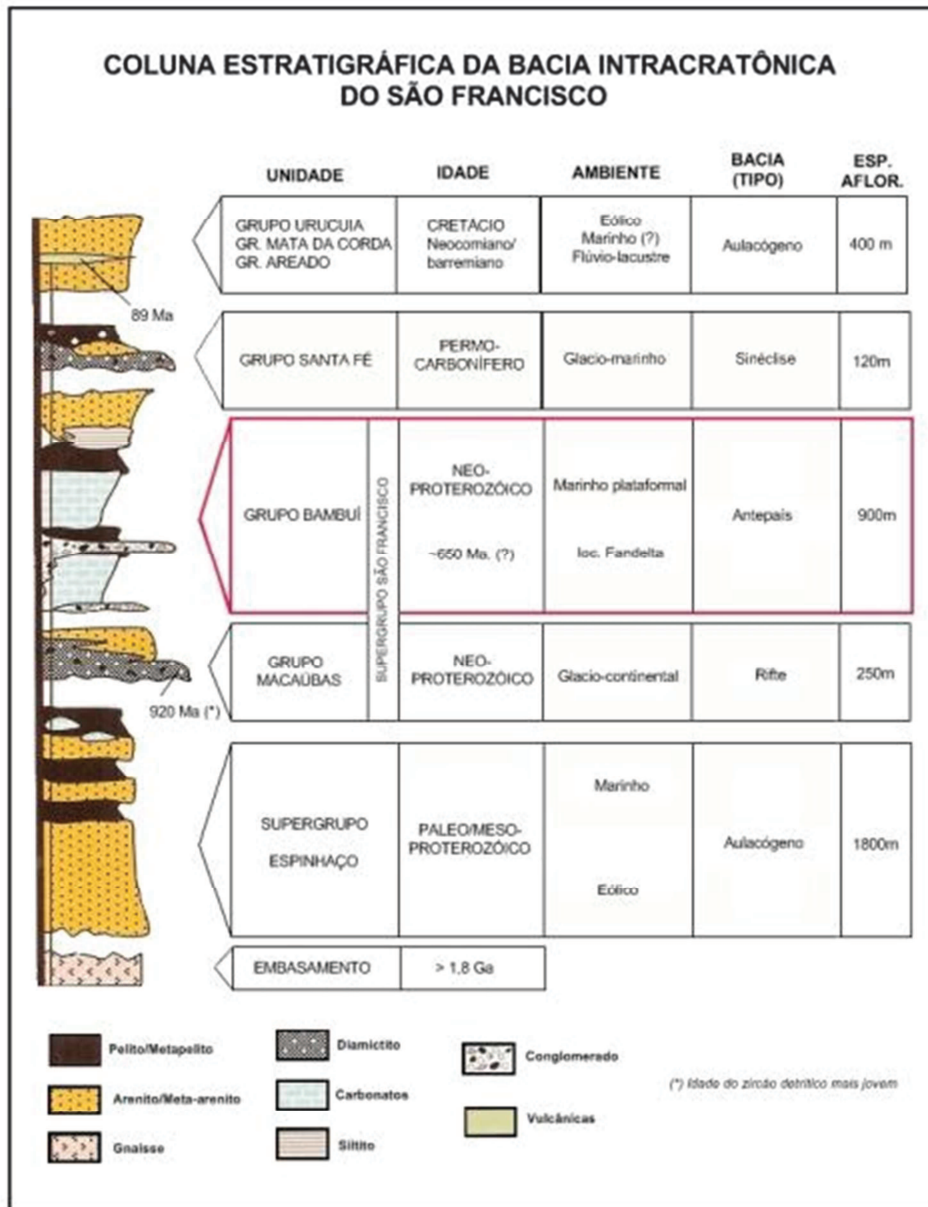 COLUNA ESTRATIGRÁFICA DA BACIA INTRACRATÔNICA
DO SÃO FRANCISCO
UNIDADE
IDADE
AMBIENTE
BACIA
(TIPO)
ESP.
AFLOR.
GRUPO URUCUIA
GR. MATA DA CORDA
GR. AREADO
CRETÁCIO
Neocomiano/
barremiano
Eólico
Marinho (?)
Flúvio-lacustre
Aulacógeno
400 m
89 Ma
GRUPO SANTA FÉ
PERMO-
CARBONÍFERO
Glacio-marinho
Sinéclise
120m
GRUPO BAMBUÍ
SUPERGRUPO SÃO FRANCISCO
NEO-
PROTEROZÓICO
~650 Ma. (?)
Marinho plataformal
loc. Fandelta
Antepaís
900m
GRUPO
MACAÚBAS
NEO-
PROTEROZÓICO
Glacio-continental
Rifte
250m
920 Ma (*)
SUPERGRUPO
ESPINHAÇO
PALEO/MESO-
PROTEROZÓICO
Marinho
Eólico
Aulacógeno
1800m
EMBASAMENTO
> 1,8 Ga
Pelito/Metapelito
Diamictito
Conglomerado
Arenito/Meta-arenito
Carbonatos
Vulcânicas
Gnaisse
Siltito
(*) Idade do zircão detrítico mais jovem